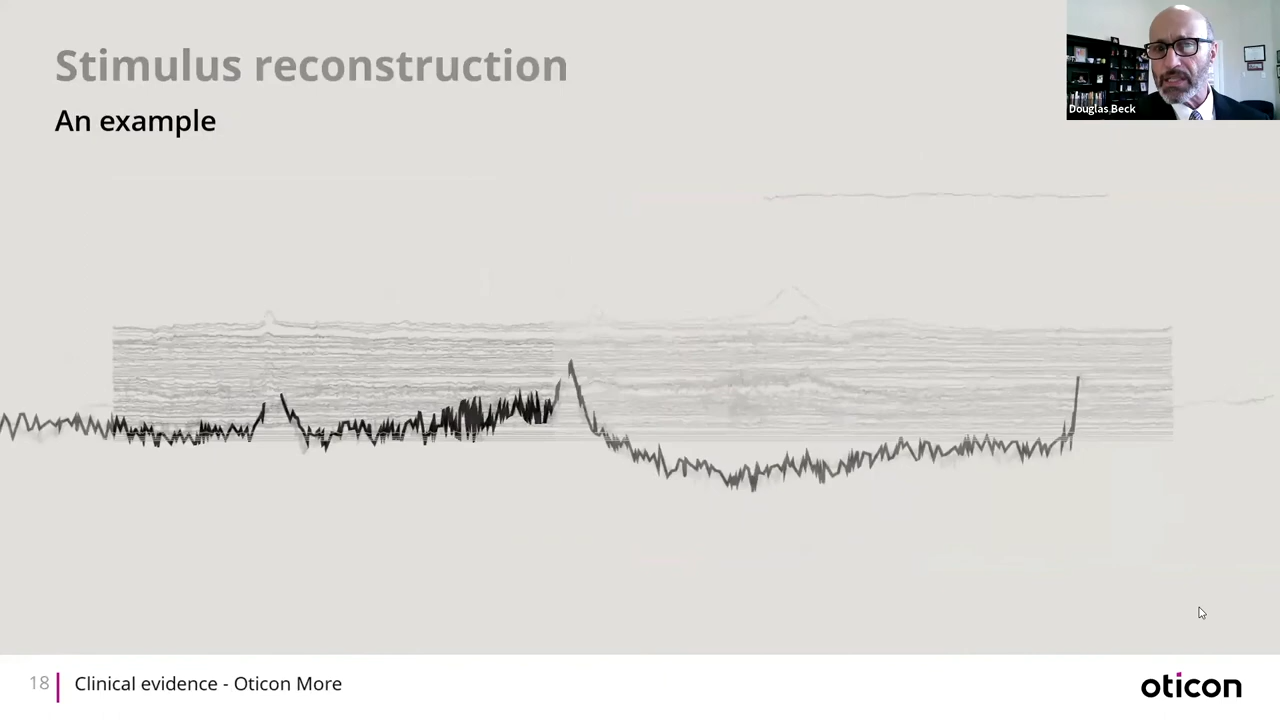 Stimulus reconstruction
An example
Douglas Beck
18
Clinical evidence - Oticon More
oticon